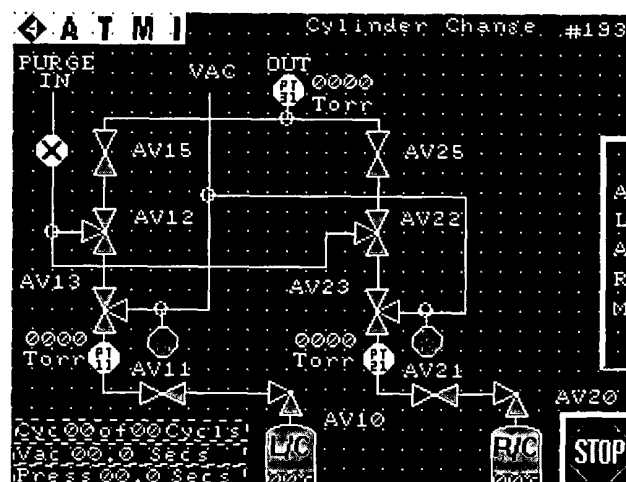 ATMI Cylinder Change #193
PURGE IN
VAC
OUT
PT 31
0000 Torr
AV15
AV25
AV12
AV22
AV13
AV23
0000 Torr
PT 11
0000 Torr
PT 21
AV11
AV21
AV10
AV20
ALARM
L/C
R/C
STOP
Cyc 00 of 00 Cycls
Vac 00.0 Secs
Press 00.0 Secs